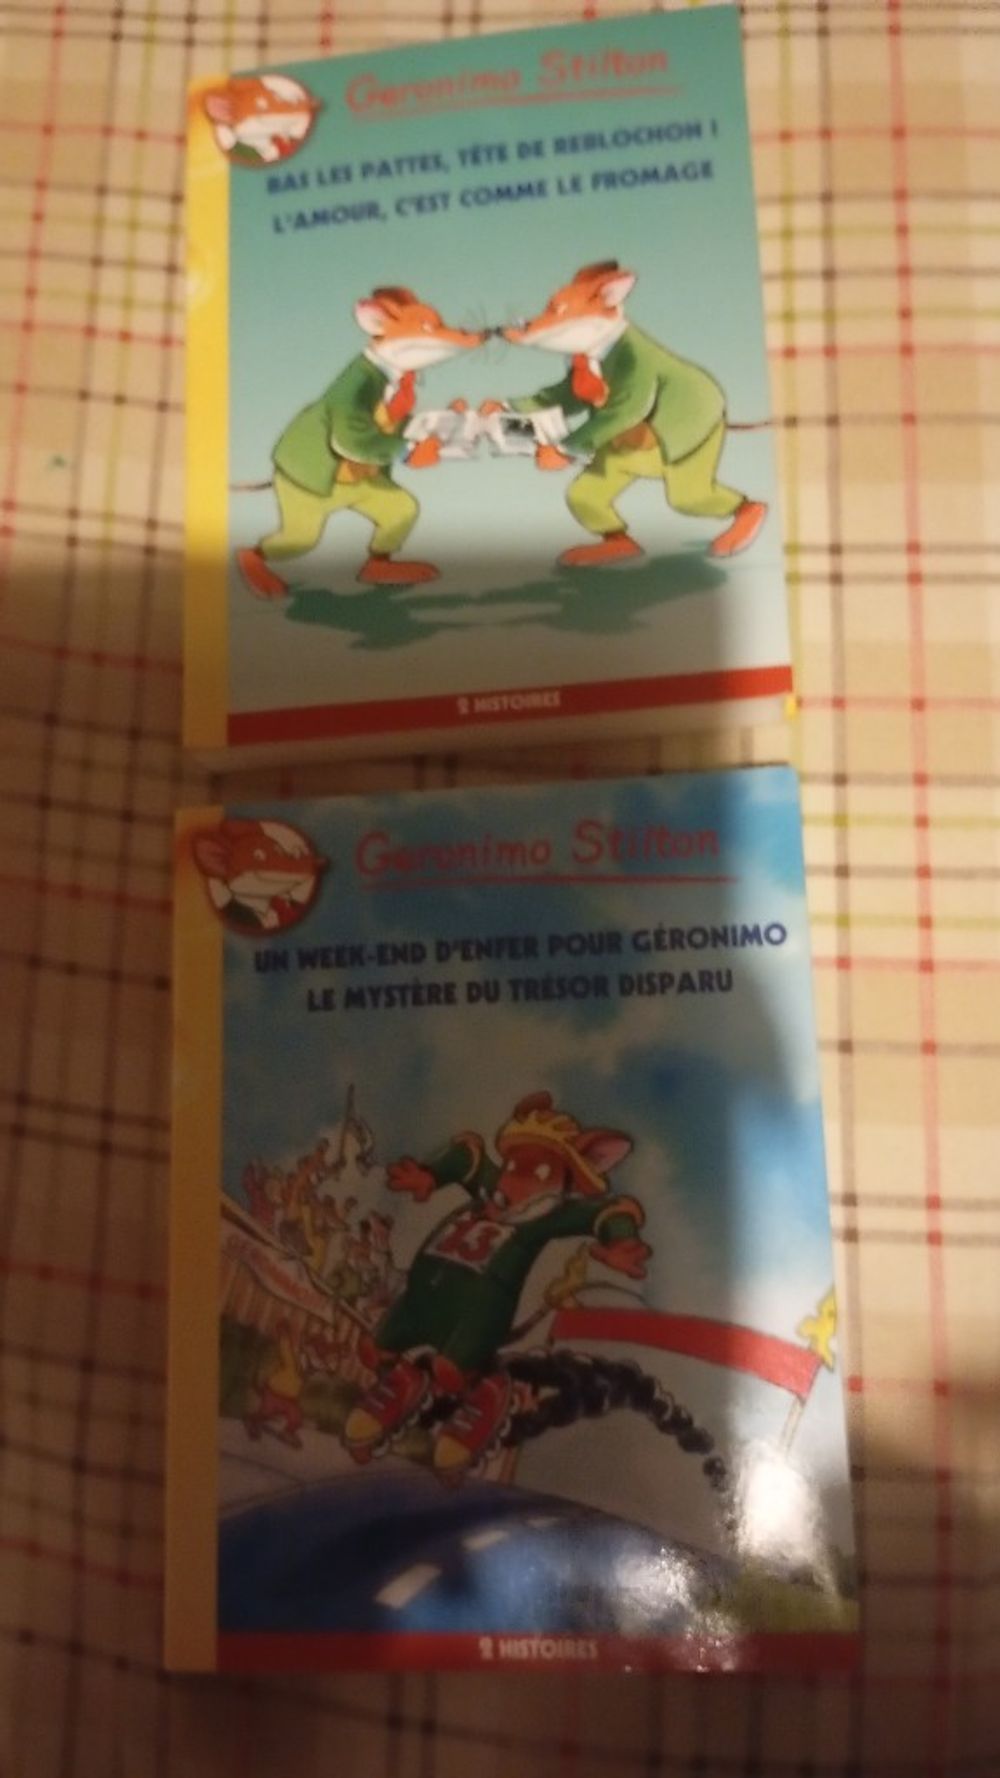 Geronimo Stilton
BAS LES PATTES, TÊTE DE REBLOCHON !
L'AMOUR, C'EST COMME LE FROMAGE
2 HISTOIRES
Geronimo Stilton
UN WEEK-END D'ENFER POUR GÉRONIMO
LE MYSTÈRE DU TRÉSOR DISPARU
13
2 HISTOIRES